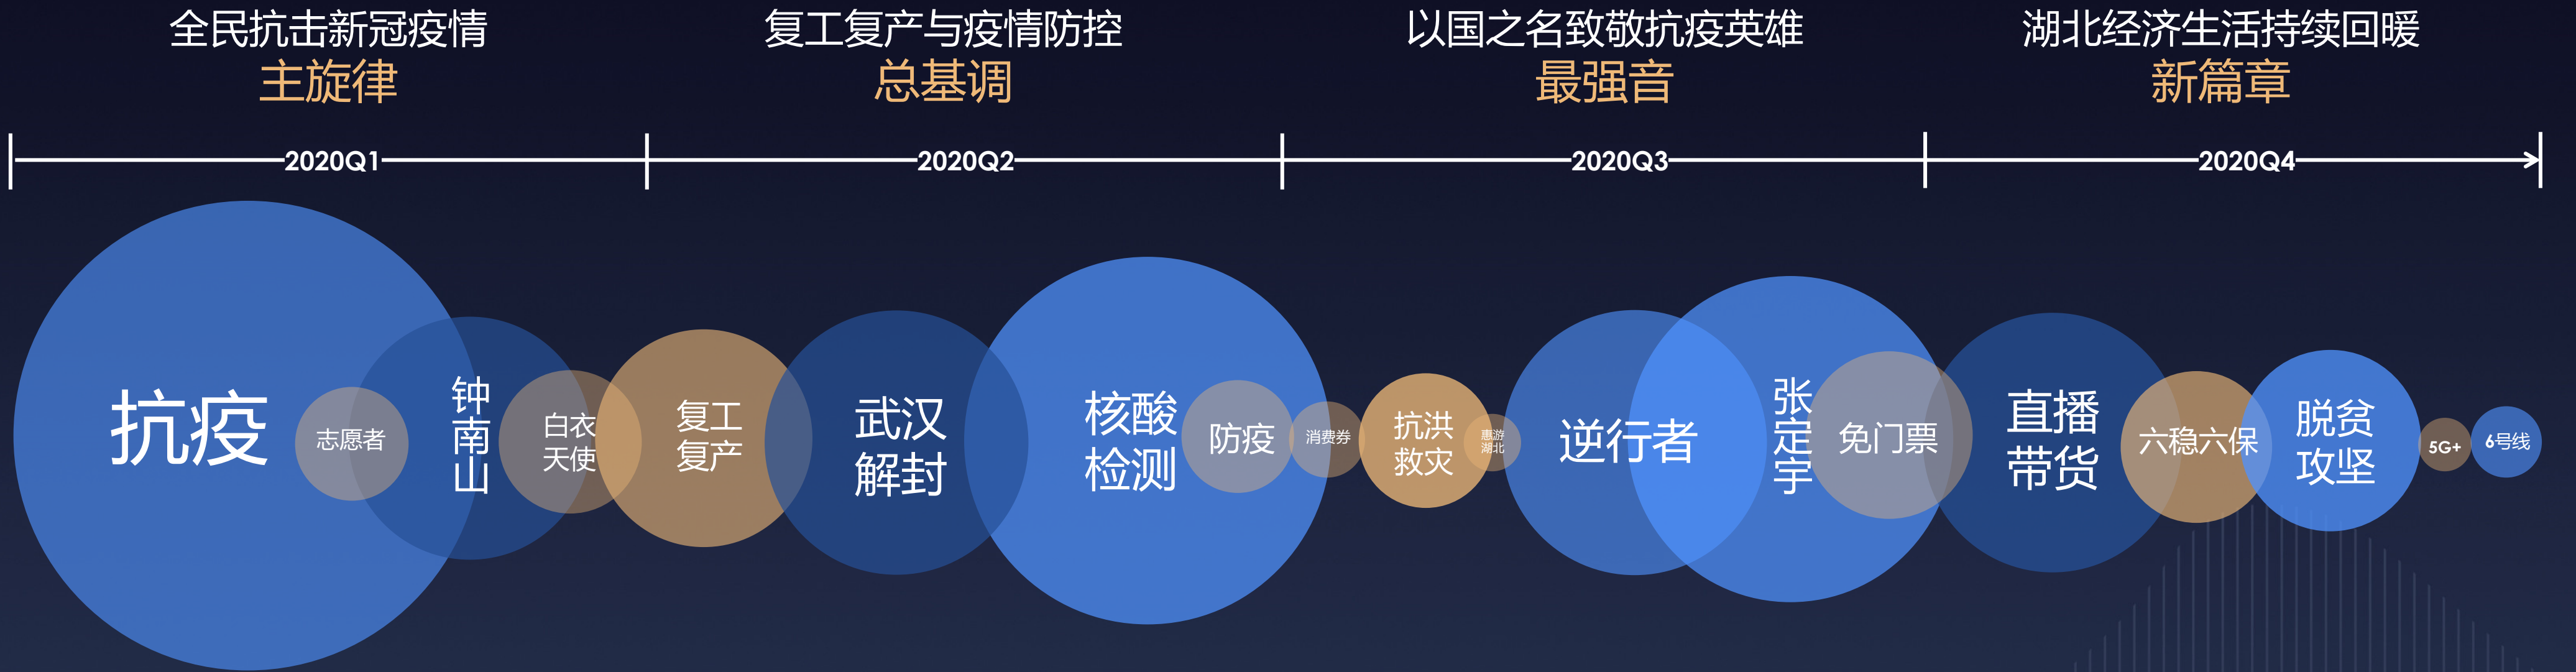 全民抗击新冠疫情
主旋律
复工复产与疫情防控
总基调
以国之名致敬抗疫英雄
最强音
湖北经济生活持续回暖
新篇章
2020Q1
2020Q2
2020Q3
2020Q4
抗疫
志愿者
钟南山
白衣
天使
复工
复产
武汉
解封
核酸
检测
防疫
消费券
抗洪
救灾
惠游
湖北
逆行者
张定宇
免门票
直播
带货
六稳六保
脱贫
攻坚
5G+
6号线